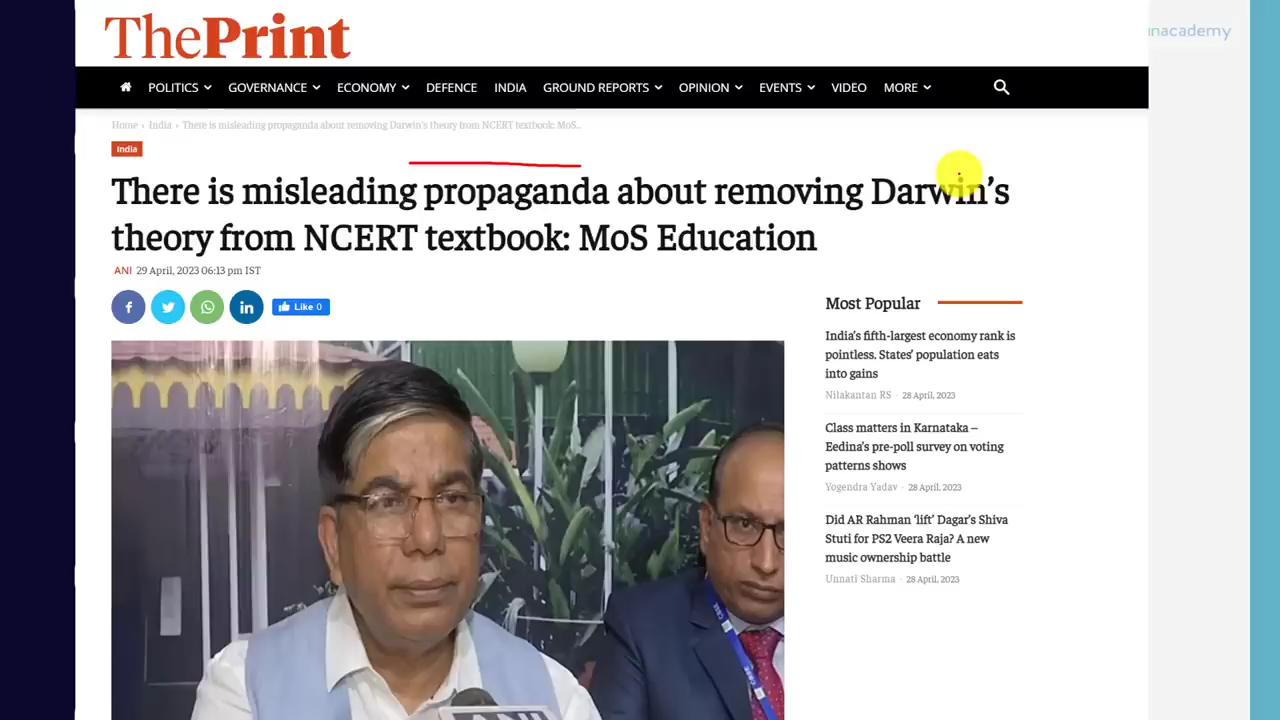 unacademy
ThePrint
POLITICS GOVERNANCE ECONOMY DEFENCE INDIA GROUND REPORTS OPINION EVENTS VIDEO MORE
Home › India › There is misleading propaganda about removing Darwin's theory from NCERT textbook: MoS...
India
There is misleading propaganda about removing Darwin's
theory from NCERT textbook: MoS Education
ANI 29 April, 2023 06:13 pm IST
Like 0
Most Popular
India's fifth-largest economy rank is
pointless. States' population eats
into gains
Nilakantan RS - 28 April, 2023
Class matters in Karnataka –
Eedina's pre-poll survey on voting
patterns shows
Yogendra Yadav - 28 April, 2023
Did AR Rahman 'lift' Dagar's Shiva
Stuti for PS2 Veera Raja? A new
music ownership battle
Unnati Sharma - 28 April, 2023
ANI